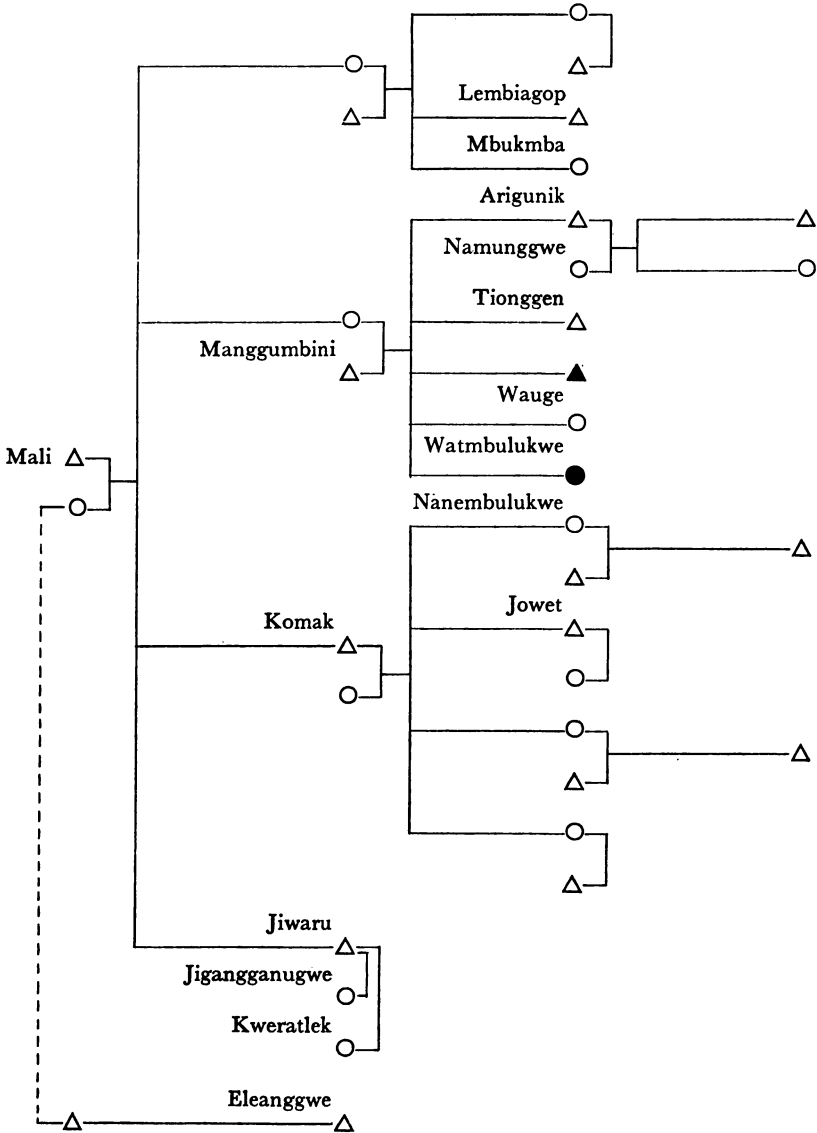 Lembiagop
Mbukmba
Arigunik
Namunggwe
Tionggen
Manggumbini
Wauge
Watmbulukwe
Mali
Nanembulukwe
Jowet
Komak
Jiwaru
Jigangganugwe
Kweratlek
Eleanggwe